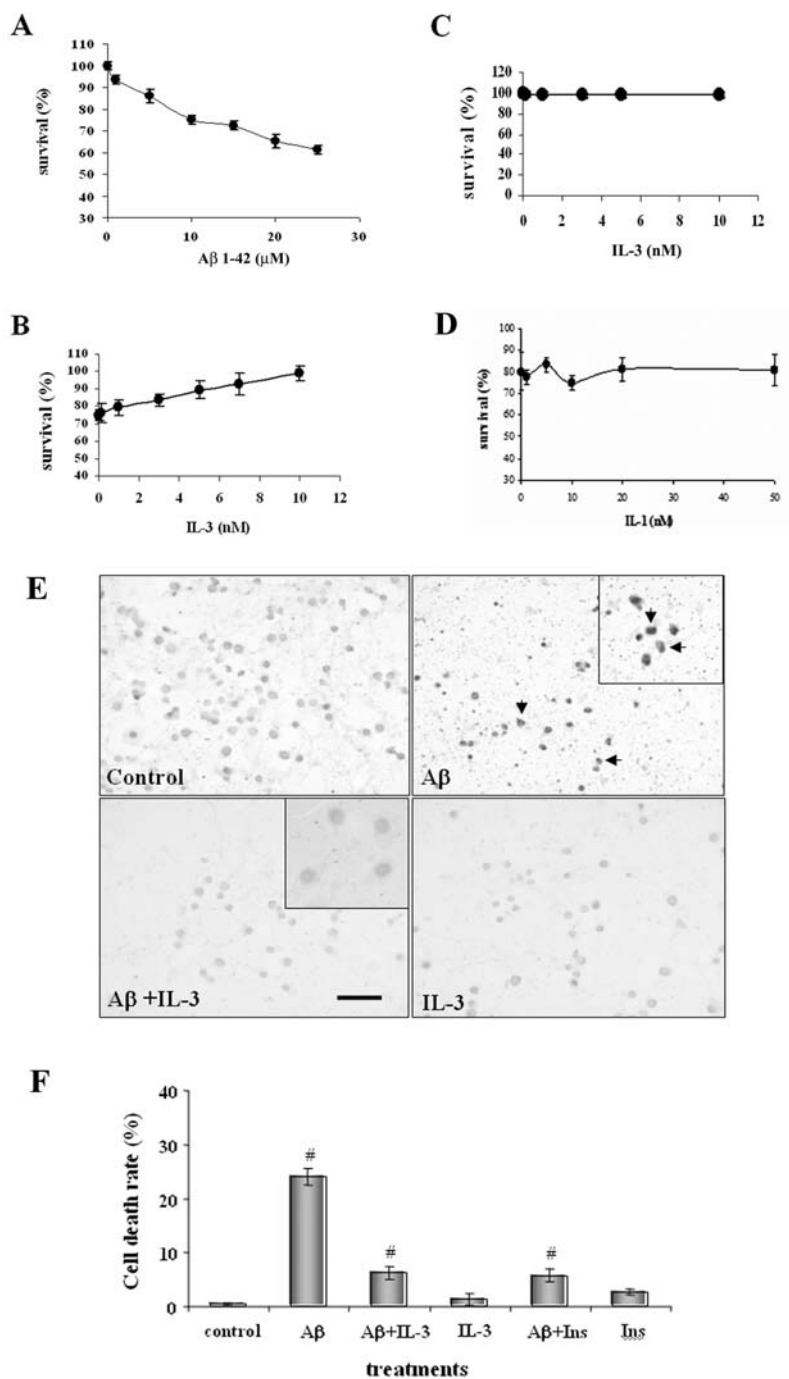 A
110
100
90
80
70
60
50
40
30
survival (%)
0 10 20 30
Aβ 1-42 (μM)
C
120
100
80
60
40
20
0
survival (%)
0 2 4 6 8 10 12
IL-3 (nM)
B
110
100
90
80
70
60
50
40
survival (%)
0 2 4 6 8 10 12
IL-3 (nM)
D
100
90
80
70
60
50
40
30
survival (%)
0 10 20 30 40 50
IL-1(nM)
E
Control
Aβ
Aβ +IL-3
IL-3
F
40
30
20
10
0
Cell death rate (%)
# # #
control Aβ Aβ+IL-3 IL-3 Aβ+Ins Ins
treatments